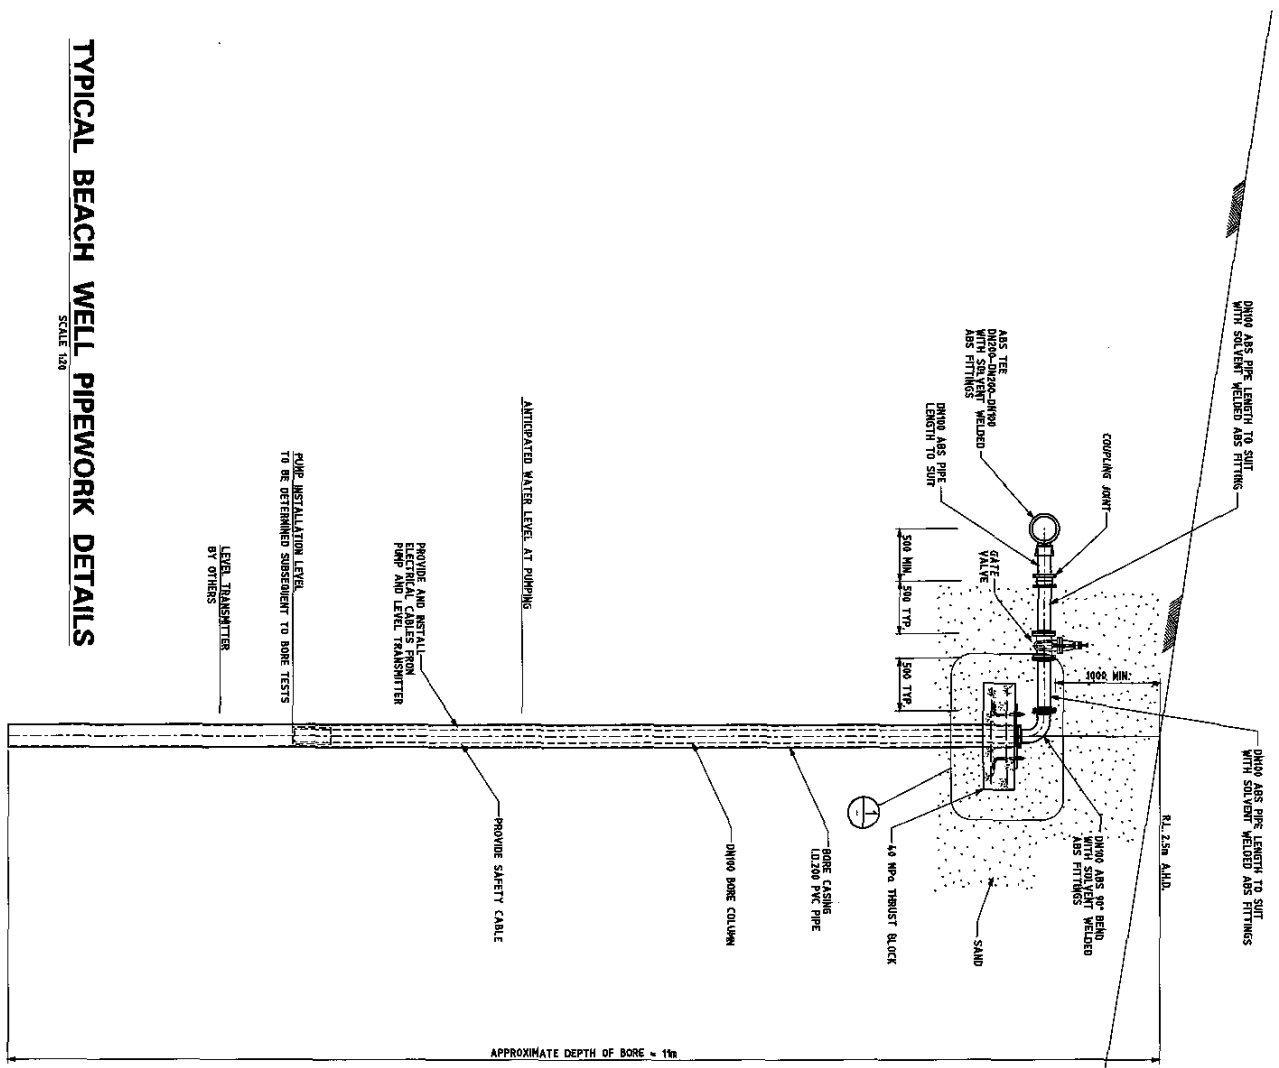 DN100 ABS PIPE LENGTH TO SUIT
WITH SOLVENT WELDED ABS FITTING
ABS TEE
DN200-DN200-DN100
WITH SOLVENT WELDED
ABS FITTINGS
DN100 ABS PIPE
LENGTH TO SUIT
COUPLING JOINT
GATE
VALVE
500 MIN.
500 TYP.
500 TYP.
1000 MIN.
DN100 ABS PIPE LENGTH TO SUIT
WITH SOLVENT WELDED ABS FITTINGS
R.L. 2.5m A.H.D.
DN100 ABS 90° BEND
WITH SOLVENT WELDED
ABS FITTINGS
SAND
40 MPa THRUST BLOCK
1
-
BORE CASING
I.D.200 PVC PIPE
DN100 BORE COLUMN
ANTICIPATED WATER LEVEL AT PUMPING
PROVIDE SAFETY CABLE
PROVIDE AND INSTALL
ELECTRICAL CABLES FROM
PUMP AND LEVEL TRANSMITTER
PUMP INSTALLATION LEVEL
TO BE DETERMINED SUBSEQUENT TO BORE TESTS
LEVEL TRANSMITTER
BY OTHERS
APPROXIMATE DEPTH OF BORE = 11m
TYPICAL BEACH WELL PIPEWORK DETAILS
SCALE 1:20